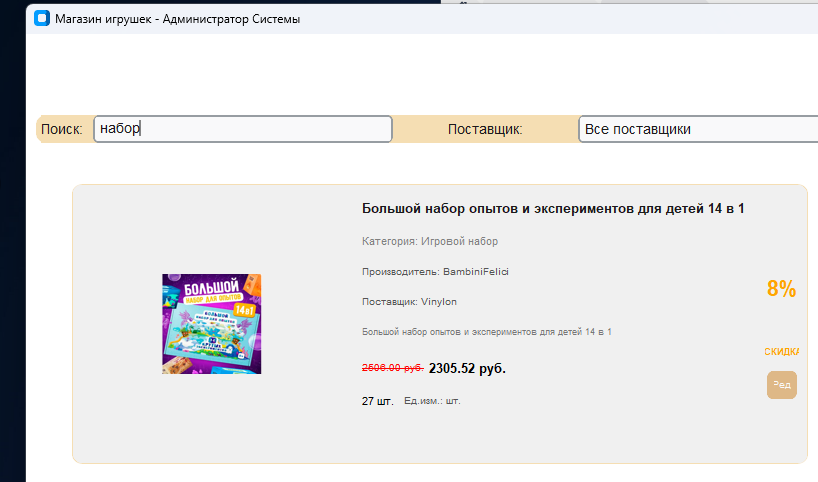 Магазин игрушек - Администратор Системы
Поиск: набор Поставщик: Все поставщики
Большой набор опытов и экспериментов для детей 14 в 1
Категория: Игровой набор
Производитель: BambiniFelici
Поставщик: Vinylon
Большой набор опытов и экспериментов для детей 14 в 1
2506.00 руб. 2305.52 руб.
27 шт. Ед.изм.: шт.
8%
СКИДКА
Ред
БОЛЬШОЙ
НАБОР ДЛЯ ОПЫТОВ
14в1
БОЛЬШОЙ